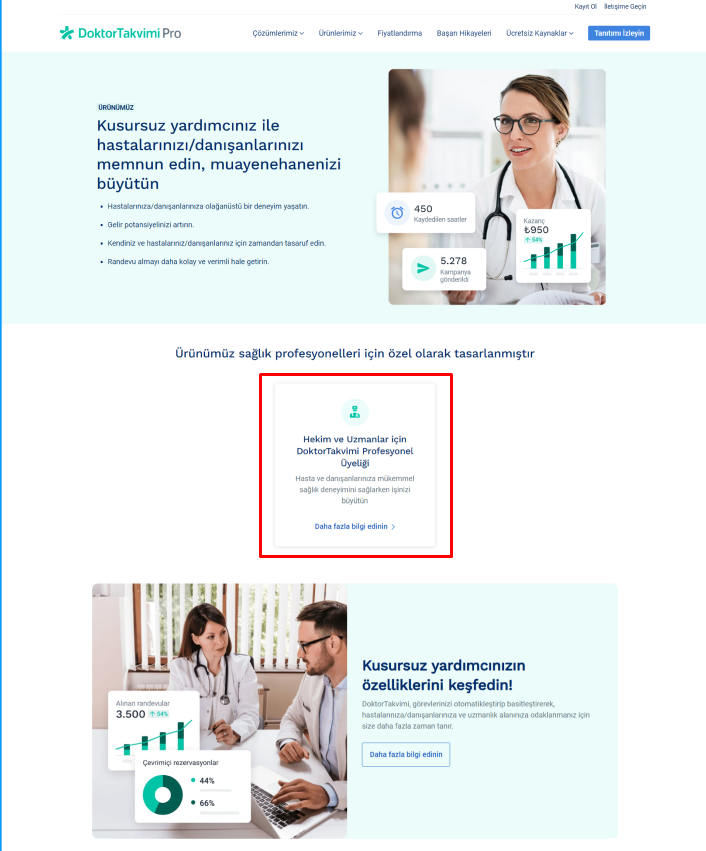 Kayıt Ol İletişime Geçin
DoktorTakvimi Pro
Çözümlerimiz Ürünlerimiz Fiyatlandırma Başarı Hikayeleri Ücretsiz Kaynaklar Tanıtımı İzleyin
ÜRÜNÜMÜZ
Kusursuz yardımcınız ile
hastalarınızı/danışanlarınızı
memnun edin, muayenehanenizi
büyütün
• Hastalarınıza/danışanlarınıza olağanüstü bir deneyim yaşatın.
• Gelir potansiyelinizi artırın.
• Kendiniz ve hastalarınız/danışanlarınız için zamandan tasaruf edin.
• Randevu almayı daha kolay ve verimli hale getirin.
450
Kaydedilen saatler
Kazanç
₺950
↑ 54%
5.278
Kampanya
gönderildi
Ürünümüz sağlık profesyonelleri için özel olarak tasarlanmıştır
Hekim ve Uzmanlar için
DoktorTakvimi Profesyonel
Üyeliği
Hasta ve danışanlarınıza mükemmel
sağlık deneyimini sağlarken işinizi
büyütün
Daha fazla bilgi edinin
Alınan randevular
3.500 ↑ 54%
Çevrimiçi rezervasyonlar
44%
66%
Kusursuz yardımcınızın
özelliklerini keşfedin!
DoktorTakvimi, görevlerinizi otomatikleştirip basitleştirerek,
hastalarınıza/danışanlarınıza ve uzmanlık alanınıza odaklanmanız için
size daha fazla zaman tanır.
Daha fazla bilgi edinin